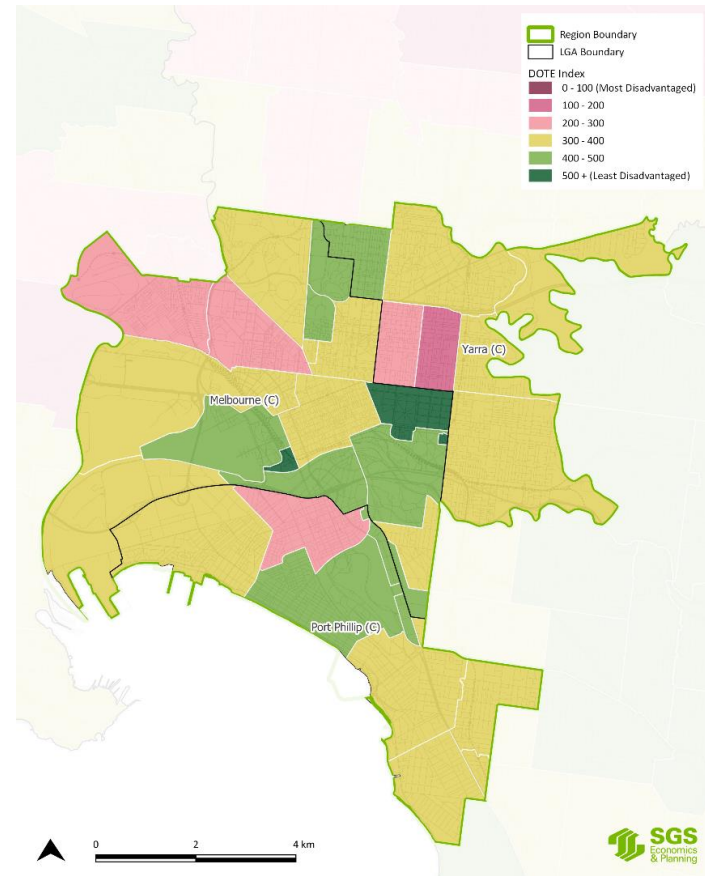 Region Boundary
LGA Boundary
DOTE Index
0 - 100 (Most Disadvantaged)
100 - 200
200 - 300
300 - 400
400 - 500
500 + (Least Disadvantaged)
Yarra (C)
Melbourne (C)
Port Phillip (C)
0 2 4 km
SGS
Economics
& Planning